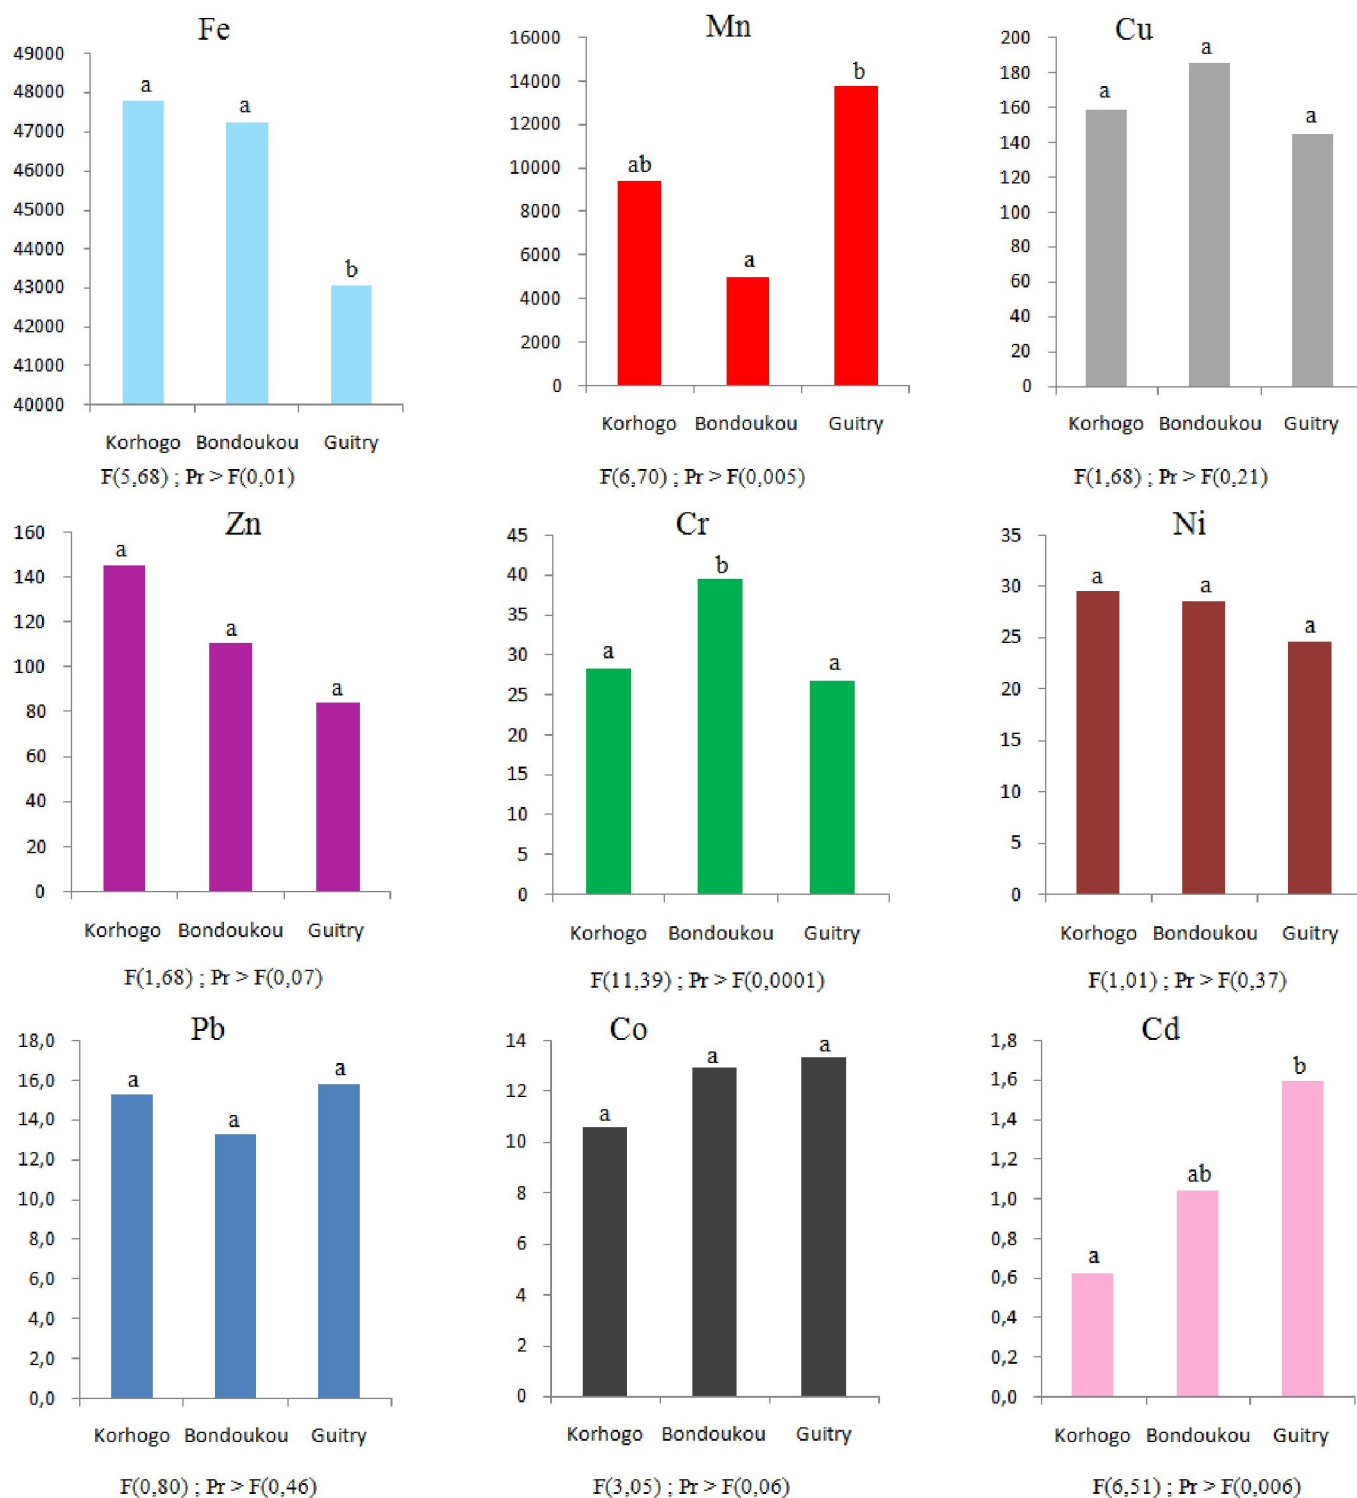 Fe
49000
48000
47000
46000
45000
44000
43000
42000
41000
40000
a
a
b
Korhogo Bondoukou Guitry
F(5,68) ; Pr > F(0,01)
Mn
16000
14000
12000
10000
8000
6000
4000
2000
0
ab
a
b
Korhogo Bondoukou Guitry
F(6,70) ; Pr > F(0,005)
Cu
200
180
160
140
120
100
80
60
40
20
0
a
a
a
Korhogo Bondoukou Guitry
F(1,68) ; Pr > F(0,21)
Zn
160
140
120
100
80
60
40
20
0
a
a
a
Korhogo Bondoukou Guitry
F(1,68) ; Pr > F(0,07)
Cr
45
40
35
30
25
20
15
10
5
0
a
b
a
Korhogo Bondoukou Guitry
F(11,39) ; Pr > F(0,0001)
Ni
35
30
25
20
15
10
5
0
a
a
a
Korhogo Bondoukou Guitry
F(1,01) ; Pr > F(0,37)
Pb
18,0
16,0
14,0
12,0
10,0
8,0
6,0
4,0
2,0
0,0
a
a
a
Korhogo Bondoukou Guitry
F(0,80) ; Pr > F(0,46)
Co
14
12
10
8
6
4
2
0
a
a
a
Korhogo Bondoukou Guitry
F(3,05) ; Pr > F(0,06)
Cd
1,8
1,6
1,4
1,2
1,0
0,8
0,6
0,4
0,2
0,0
a
ab
b
Korhogo Bondoukou Guitry
F(6,51) ; Pr > F(0,006)